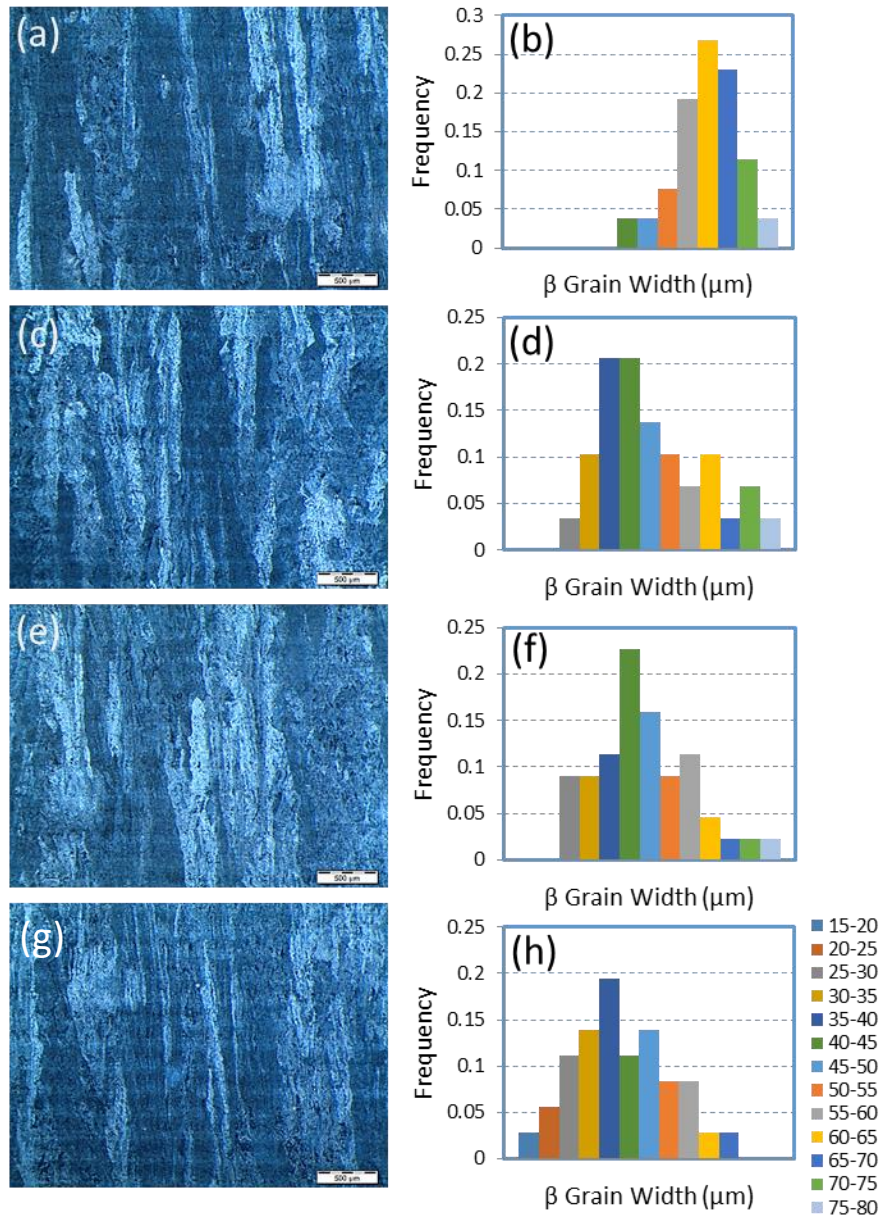 (a)
500 µm
(b)
0.3
0.25
0.2
0.15
0.1
0.05
0
Frequency
β Grain Width (µm)
(c)
500 µm
(d)
0.25
0.2
0.15
0.1
0.05
0
Frequency
β Grain Width (µm)
(e)
500 µm
(f)
0.25
0.2
0.15
0.1
0.05
0
Frequency
β Grain Width (µm)
(g)
500 µm
(h)
0.25
0.2
0.15
0.1
0.05
0
Frequency
β Grain Width (µm)
15-20
20-25
25-30
30-35
35-40
40-45
45-50
50-55
55-60
60-65
65-70
70-75
75-80